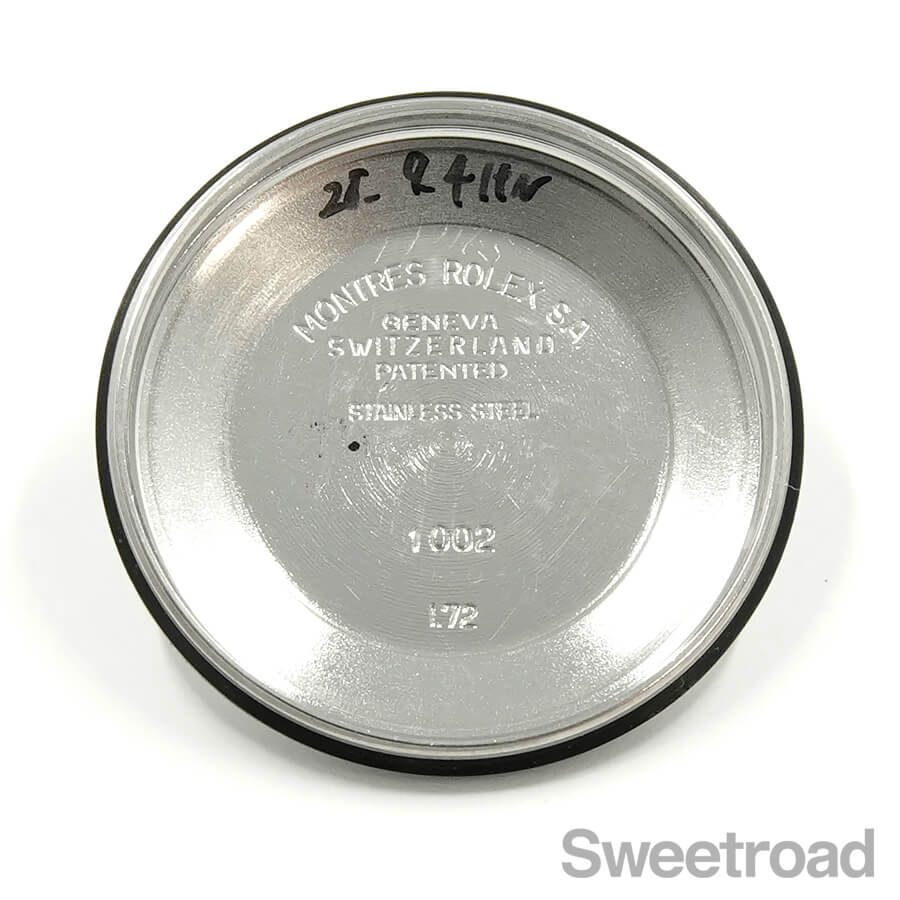 MONTRES ROLEX S.A
GENEVA
SWITZERLAND
PATENTED
STAINLESS STEEL
1002
I.72
Sweetroad